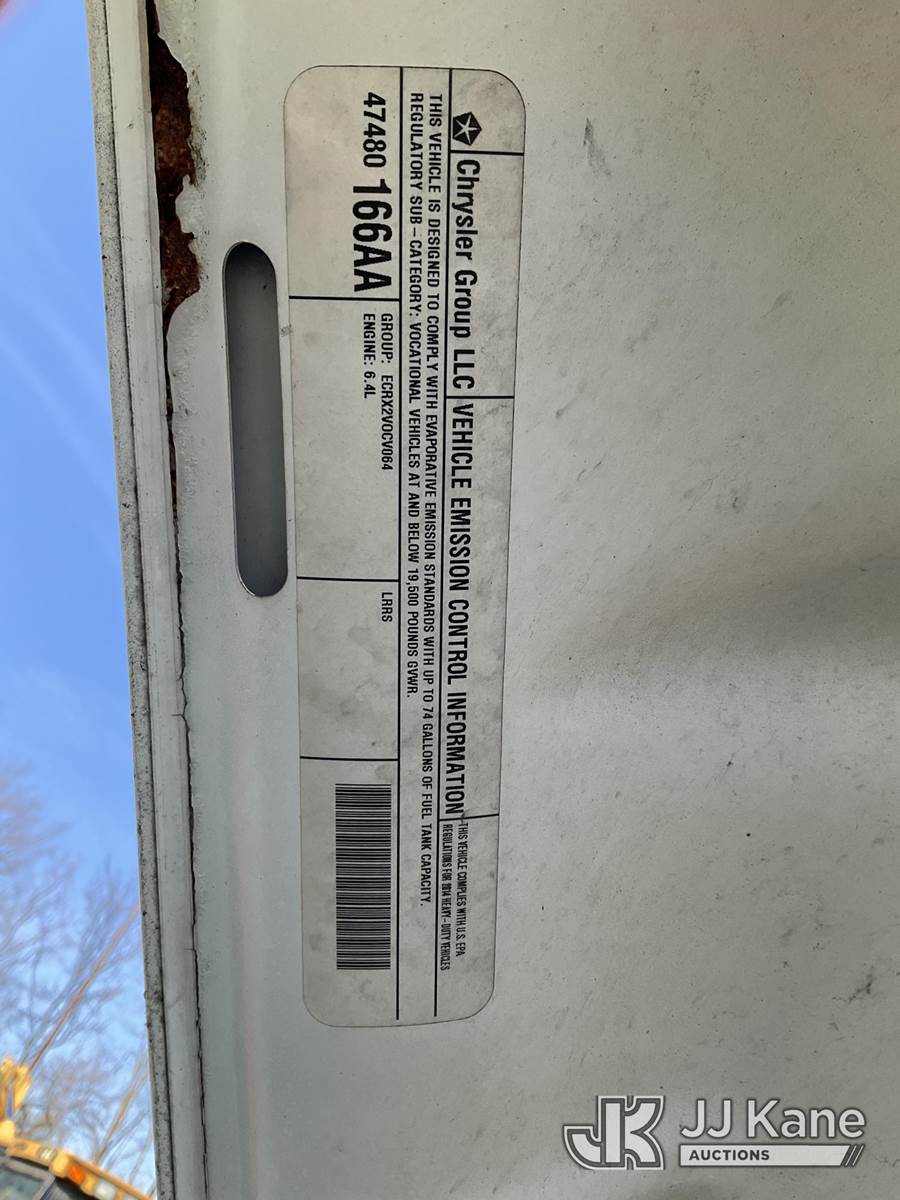 Chrysler Group LLC VEHICLE EMISSION CONTROL INFORMATION
THIS VEHICLE COMPLIES WITH U.S. EPA
REGULATIONS FOR 2014 HEAVY-DUTY VEHICLES
THIS VEHICLE IS DESIGNED TO COMPLY WITH EVAPORATIVE EMISSION STANDARDS WITH UP TO 74 GALLONS OF FUEL TANK CAPACITY.
REGULATORY SUB-CATEGORY: VOCATIONAL VEHICLES AT AND BELOW 19,500 POUNDS GVWR.
47480 166AA
GROUP: ECRX2VOCV064
ENGINE: 6.4L
LRRS
JK JJ Kane
AUCTIONS